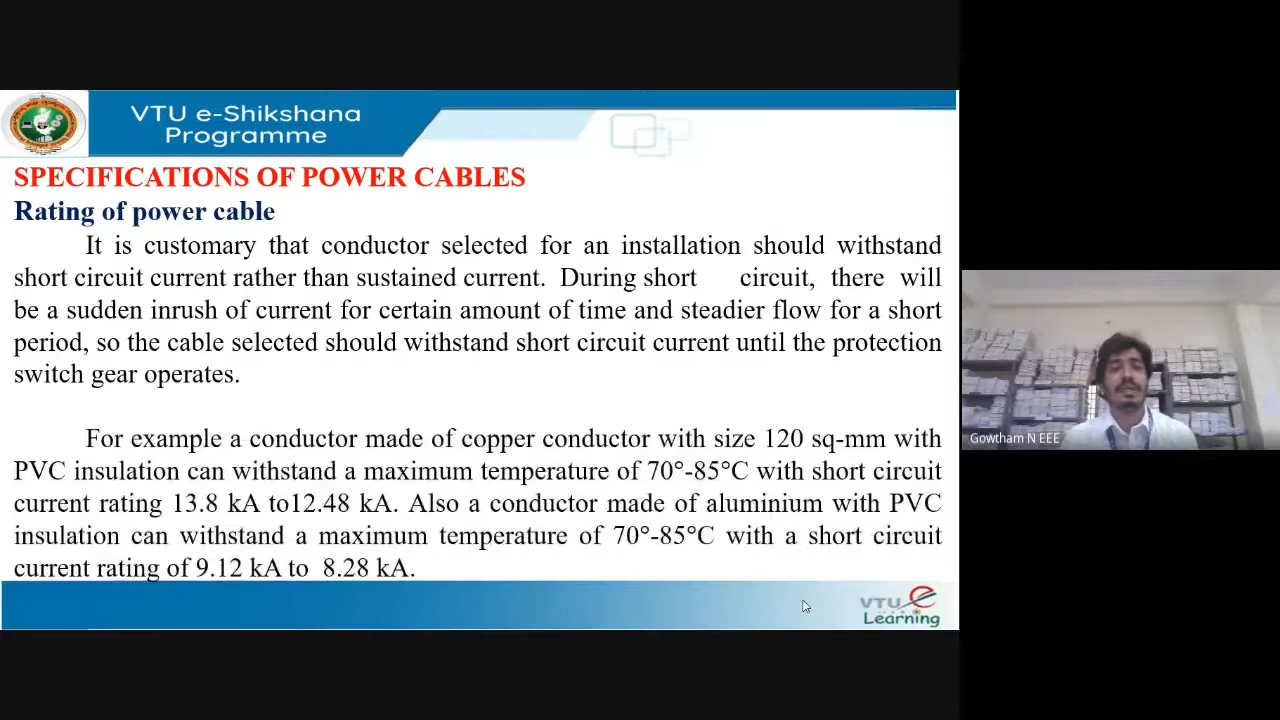 VTU e-Shikshana
Programme
SPECIFICATIONS OF POWER CABLES
Rating of power cable
It is customary that conductor selected for an installation should withstand
short circuit current rather than sustained current. During short circuit, there will
be a sudden inrush of current for certain amount of time and steadier flow for a short
period, so the cable selected should withstand short circuit current until the protection
switch gear operates.
For example a conductor made of copper conductor with size 120 sq-mm with
PVC insulation can withstand a maximum temperature of 70°-85°C with short circuit
current rating 13.8 kA to12.48 kA. Also a conductor made of aluminium with PVC
insulation can withstand a maximum temperature of 70°-85°C with a short circuit
current rating of 9.12 kA to 8.28 kA.
VTU e
Learning
Gowtham N EEE